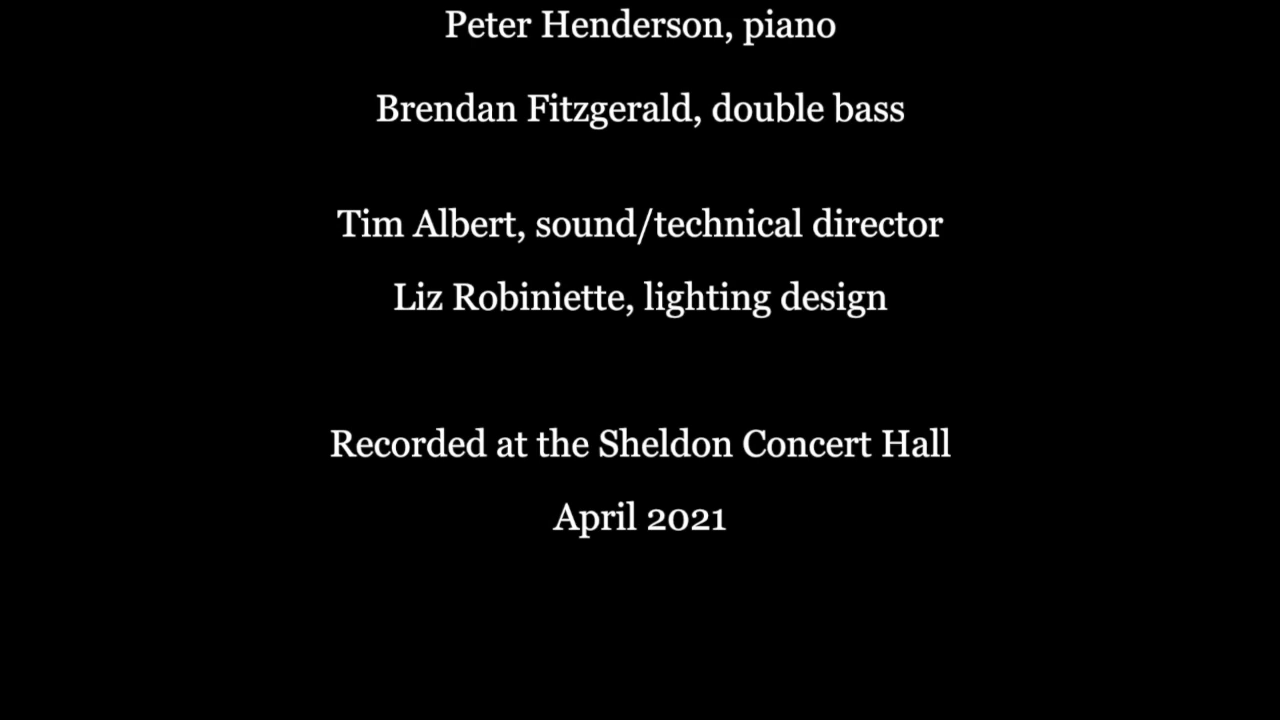 Peter Henderson, piano
Brendan Fitzgerald, double bass
Tim Albert, sound/technical director
Liz Robiniette, lighting design
Recorded at the Sheldon Concert Hall
April 2021